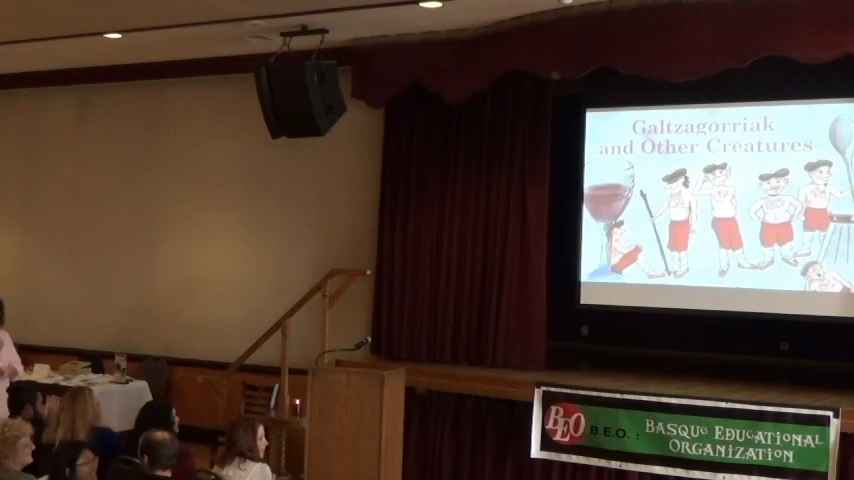 Galtzagorriak
and Other Creatures
BEO B.E.O. : BASQUE EDUCATIONAL
ORGANIZATION